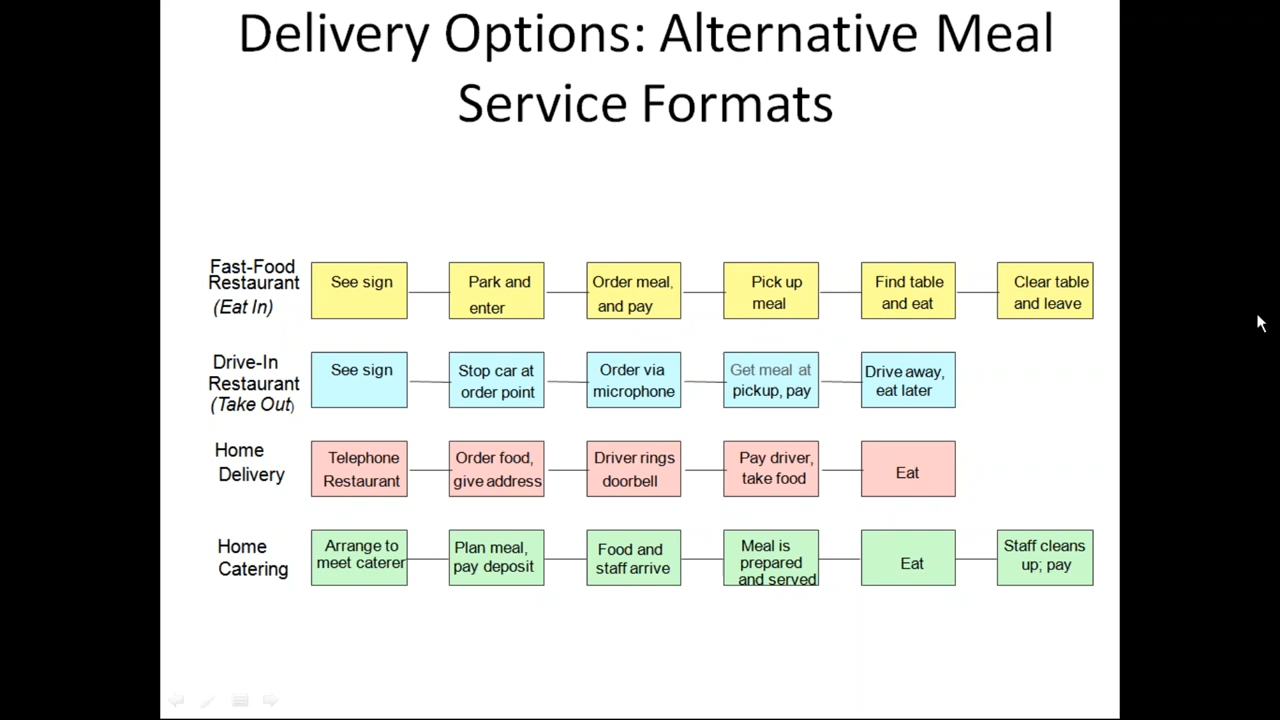 Delivery Options: Alternative Meal
Service Formats
Fast-Food
Restaurant
(Eat In)
See sign
Park and
enter
Order meal,
and pay
Pick up
meal
Find table
and eat
Clear table
and leave
Drive-In
Restaurant
(Take Out)
See sign
Stop car at
order point
Order via
microphone
Get meal at
pickup, pay
Drive away,
eat later
Home
Delivery
Telephone
Restaurant
Order food,
give address
Driver rings
doorbell
Pay driver,
take food
Eat
Home
Catering
Arrange to
meet caterer
Plan meal,
pay deposit
Food and
staff arrive
Meal is
prepared
and served
Eat
Staff cleans
up; pay